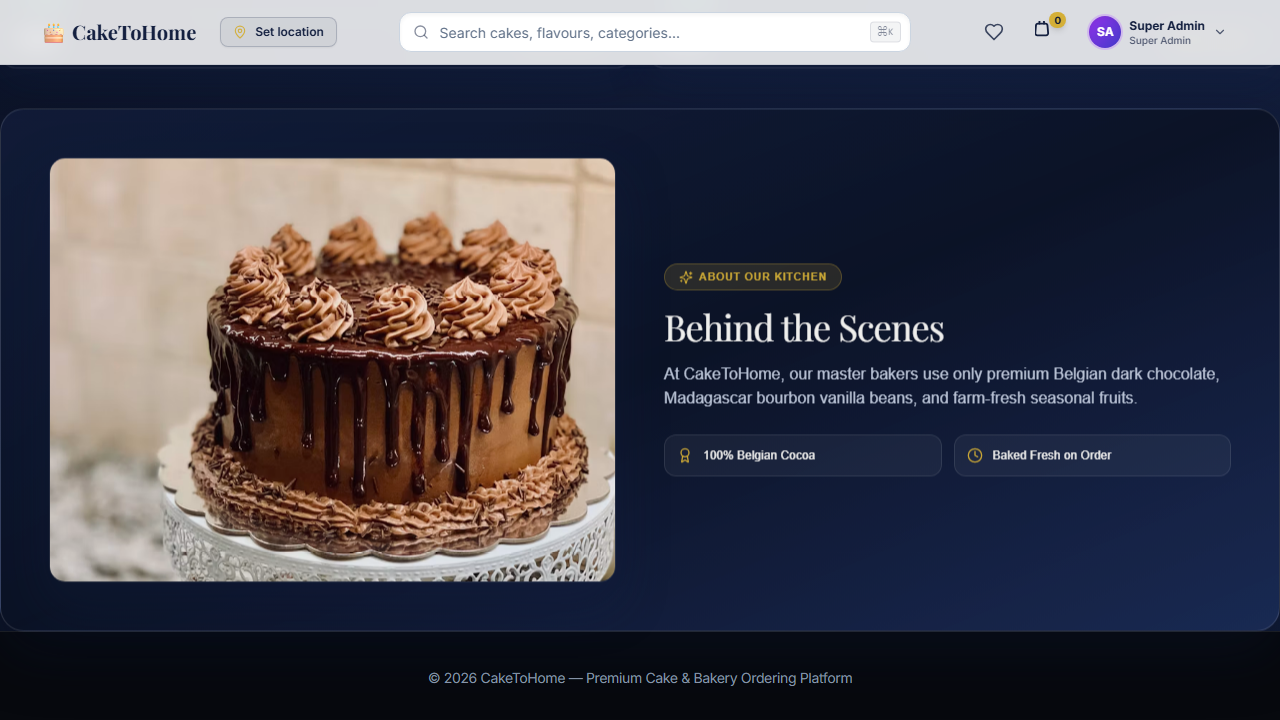 CakeToHome
Set location
Search cakes, flavours, categories...
⌘K
0
SA
Super Admin
Super Admin
ABOUT OUR KITCHEN
Behind the Scenes
At CakeToHome, our master bakers use only premium Belgian dark chocolate,
Madagascar bourbon vanilla beans, and farm-fresh seasonal fruits.
100% Belgian Cocoa
Baked Fresh on Order
© 2026 CakeToHome — Premium Cake & Bakery Ordering Platform